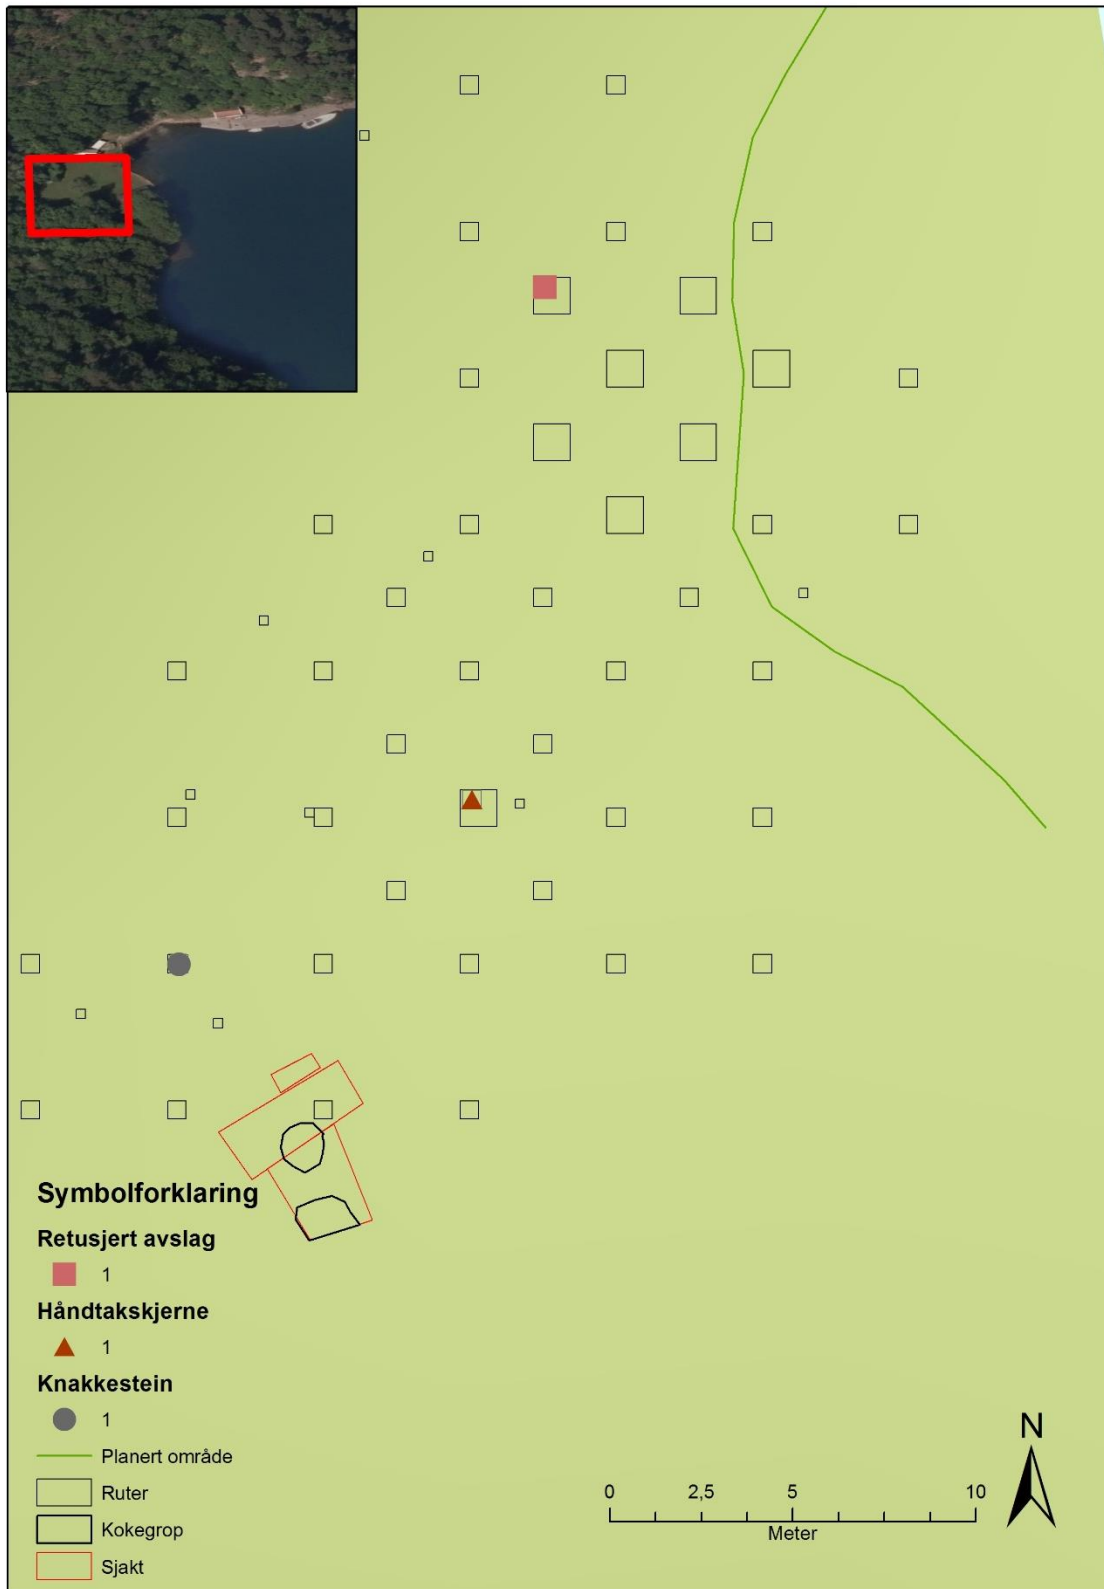 Symbolforklaring
Retusjert avslag
1
Håndtakskjerne
1
Knakkestein
1
Planert område
Ruter
Kokegrop
Sjakt
0 2,5 5 10
Meter
N